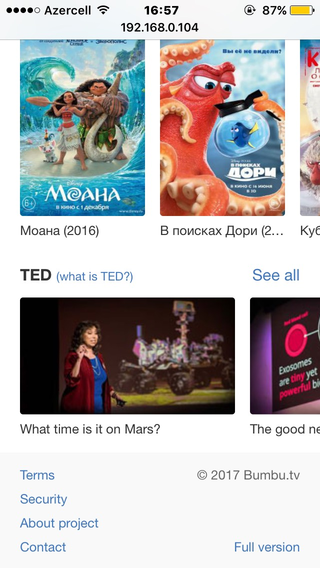 Azercell 16:57 87%
192.168.0.104
Вы её не видели?
МОАНА
6+ в кино с 1 декабря
В ПОИСКАХ
ДОРИ
в кино с 16 июня
Моана (2016)
В поисках Дори (2...
Куб
TED (what is TED?) See all
Exosomes
are tiny yet
powerful
What time is it on Mars?
The good ne
Terms © 2017 Bumbu.tv
Security
About project
Contact Full version